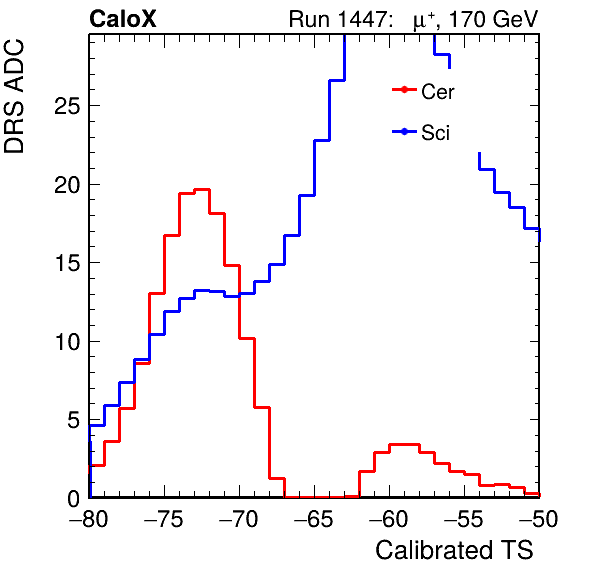 CaloX Run 1447: μ⁺, 170 GeV
DRS ADC
Cer
Sci
25
20
15
10
5
0
−80 −75 −70 −65 −60 −55 −50
Calibrated TS